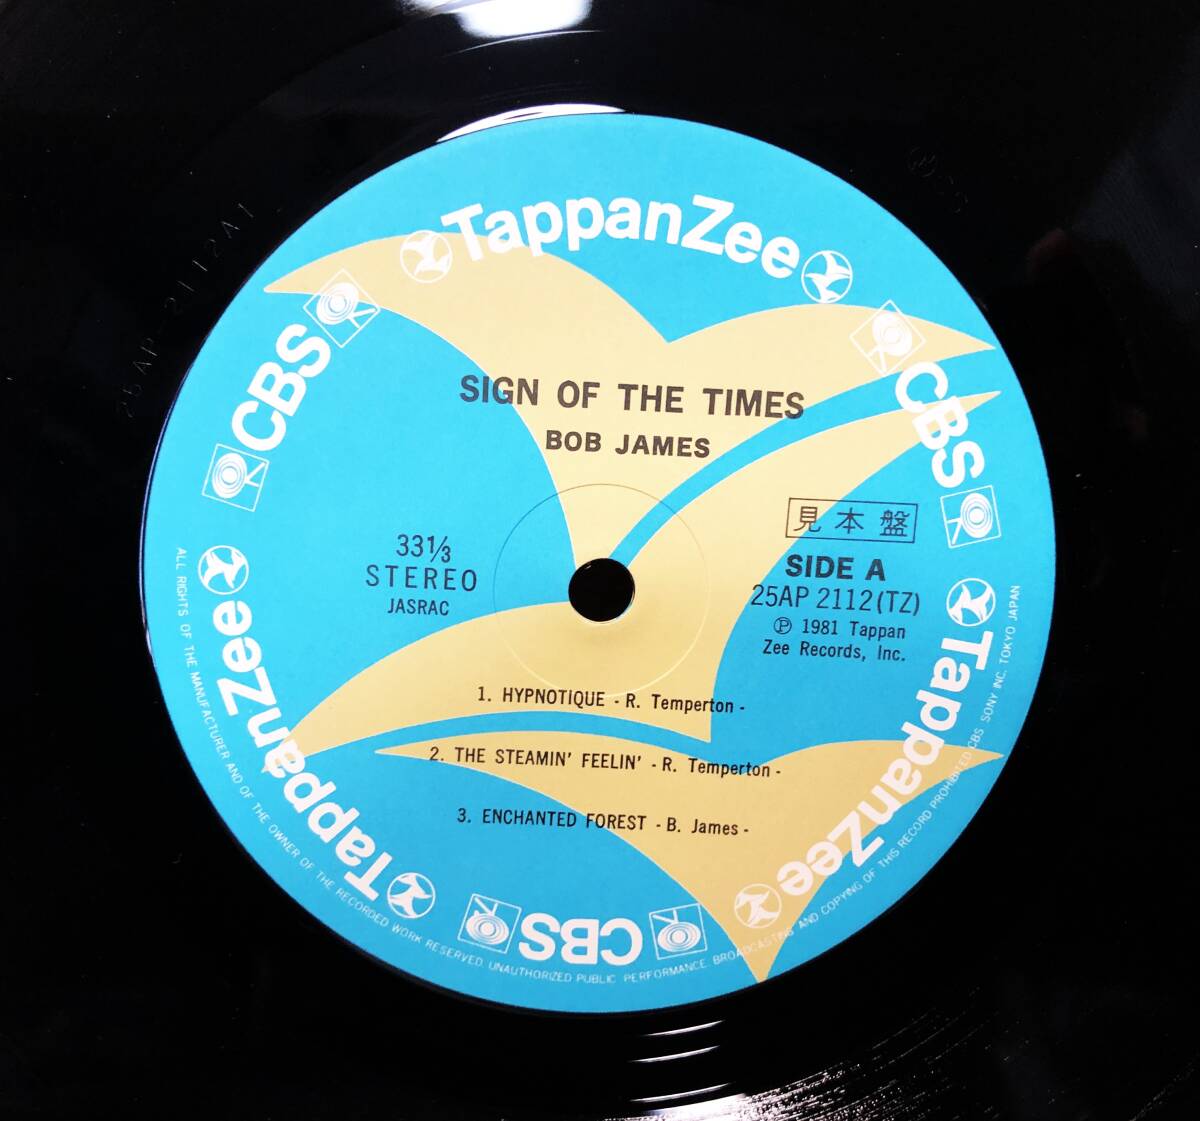 TappanZee
CBS
CBS
SIGN OF THE TIMES
BOB JAMES
見本盤
33⅓
STEREO
JASRAC
SIDE A
25AP 2112(TZ)
Ⓟ 1981 Tappan
Zee Records, Inc.
1. HYPNOTIQUE - R. Temperton -
2. THE STEAMIN' FEELIN' - R. Temperton -
3. ENCHANTED FOREST - B. James -
TappanZee
TappanZee
CBS
ALL RIGHTS OF THE MANUFACTURER AND OF THE OWNER OF THE RECORDED WORK RESERVED. UNAUTHORIZED PUBLIC PERFORMANCE. BROADCASTING AND COPYING OF THIS RECORD PROHIBITED CBS SONY INC. TOKYO JAPAN
25AP-2112A1